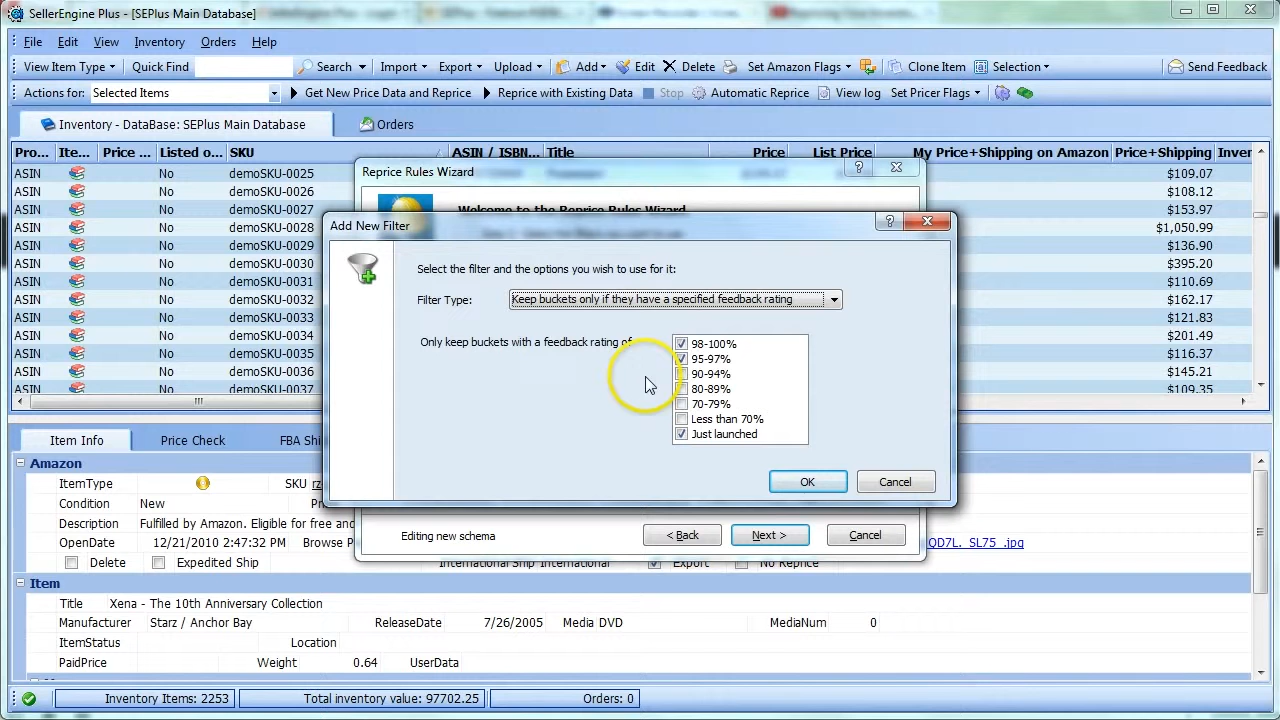 SellerEngine Plus - [SEPlus Main Database]
File Edit View Inventory Orders Help
View Item Type Quick Find Search Import Export Upload Add Edit Delete Set Amazon Flags Clone Item Selection Send Feedback
Actions for: Selected Items Get New Price Data and Reprice Reprice with Existing Data Stop Automatic Reprice View log Set Pricer Flags
Inventory - DataBase: SEPlus Main Database Orders
Pro... Ite... Price ... Listed o... SKU ASIN / ISBN... Title Price List Price My Price+Shipping on Amazon Price+Shipping Inver
ASIN No demoSKU-0025 $109.07
ASIN No demoSKU-0026 $108.12
ASIN No demoSKU-0027 $153.97
ASIN No demoSKU-0028 $1,050.99
ASIN No demoSKU-0029 $136.90
ASIN No demoSKU-0030 $395.20
ASIN No demoSKU-0031 $110.69
ASIN No demoSKU-0032 $162.17
ASIN No demoSKU-0033 $121.83
ASIN No demoSKU-0034 $201.49
ASIN No demoSKU-0035 $116.37
ASIN No demoSKU-0036 $145.21
ASIN No demoSKU-0037 $109.35
Reprice Rules Wizard
Welcome to the Reprice Rules Wizard
Add New Filter
Select the filter and the options you wish to use for it:
Filter Type: Keep buckets only if they have a specified feedback rating
Only keep buckets with a feedback rating of
98-100%
95-97%
90-94%
80-89%
70-79%
Less than 70%
Just launched
OK Cancel
Editing new schema < Back Next > Cancel
Item Info Price Check FBA Shi
Amazon
ItemType SKU
Condition New
Description Fulfilled by Amazon. Eligible for free and
OpenDate 12/21/2010 2:47:32 PM Browse P QD7L._SL75_.jpg
Delete Expedited Ship International Ship International Export No Reprice
Item
Title Xena - The 10th Anniversary Collection
Manufacturer Starz / Anchor Bay ReleaseDate 7/26/2005 Media DVD MediaNum 0
ItemStatus Location
PaidPrice Weight 0.64 UserData
Inventory Items: 2253 Total inventory value: 97702.25 Orders: 0